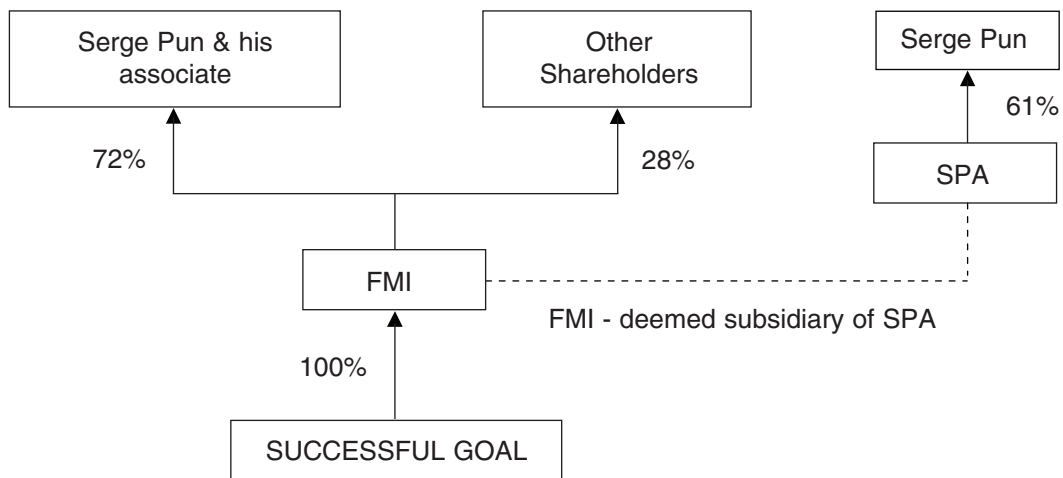 Serge Pun & his
associate
Other
Shareholders
Serge Pun
72%
28%
61%
SPA
FMI
FMI - deemed subsidiary of SPA
100%
SUCCESSFUL GOAL